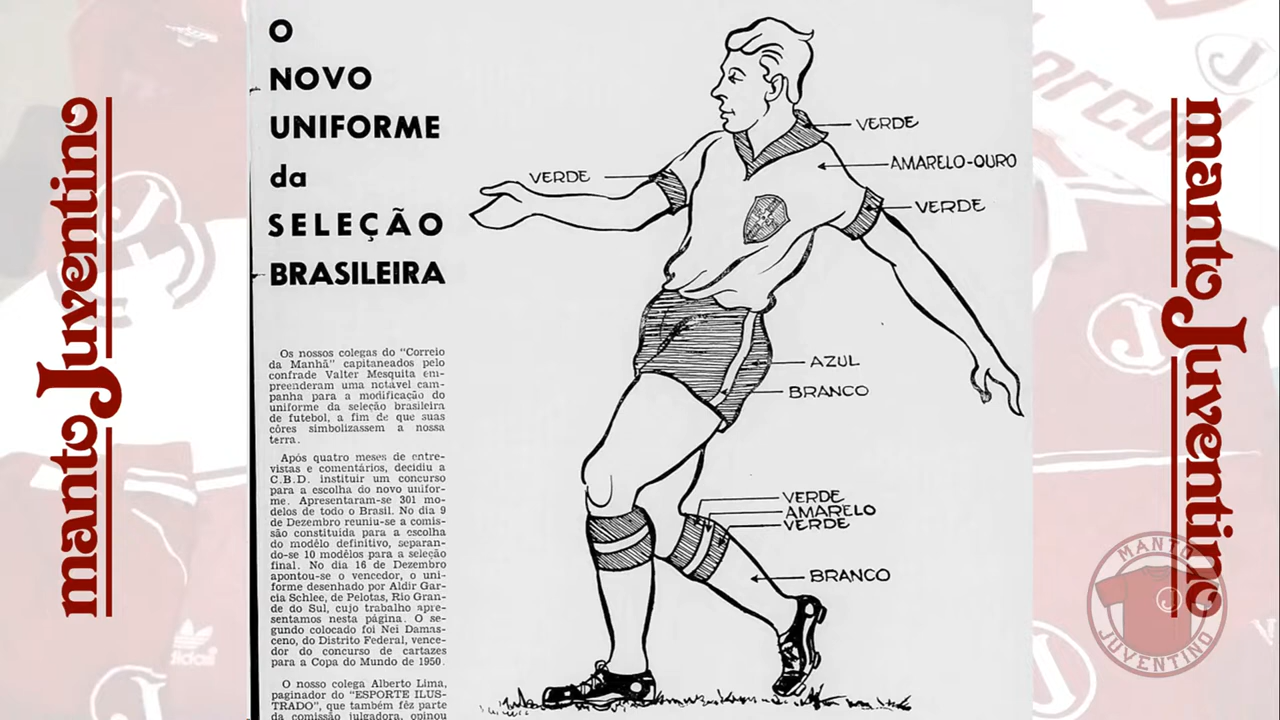 manto Juventino
O
NOVO
UNIFORME
da
SELEÇÃO
BRASILEIRA
Os nossos colegas do "Correio
da Manhã" capitaneados pelo
confrade Valter Mesquita em-
preenderam uma notável cam-
panha para a modificação do
uniforme da seleção brasileira
de futebol, a fim de que suas
côres simbolizassem a nossa
terra.
Após quatro meses de entre-
vistas e comentários, decidiu a
C.B.D. instituir um concurso
para a escolha do novo unifor-
me. Apresentaram-se 301 mo-
delos de todo o Brasil. No dia 9
de Dezembro reuniu-se a comis-
são constituida para a escolha
do modêlo definitivo, separan-
do-se 10 modêlos para a seleção
final. No dia 16 de Dezembro
apontou-se o vencedor, o uni-
forme desenhado por Aldir Gar-
cia Schlee, de Pelotas, Rio Gran-
de do Sul, cujo trabalho apre-
sentamos nesta página. O se-
gundo colocado foi Nei Damas-
ceno, do Distrito Federal, vence-
dor do concurso de cartazes
para a Copa do Mundo de 1950.
O nosso colega Alberto Lima,
paginador do "ESPORTE ILUS-
TRADO", que também fêz parte
da comissão julgadora, opinou
VERDE
VERDE
AMARELO-OURO
VERDE
AZUL
BRANCO
VERDE
AMARELO
VERDE
BRANCO
manto Juventino
MANTO
JUVENTINO
adidas